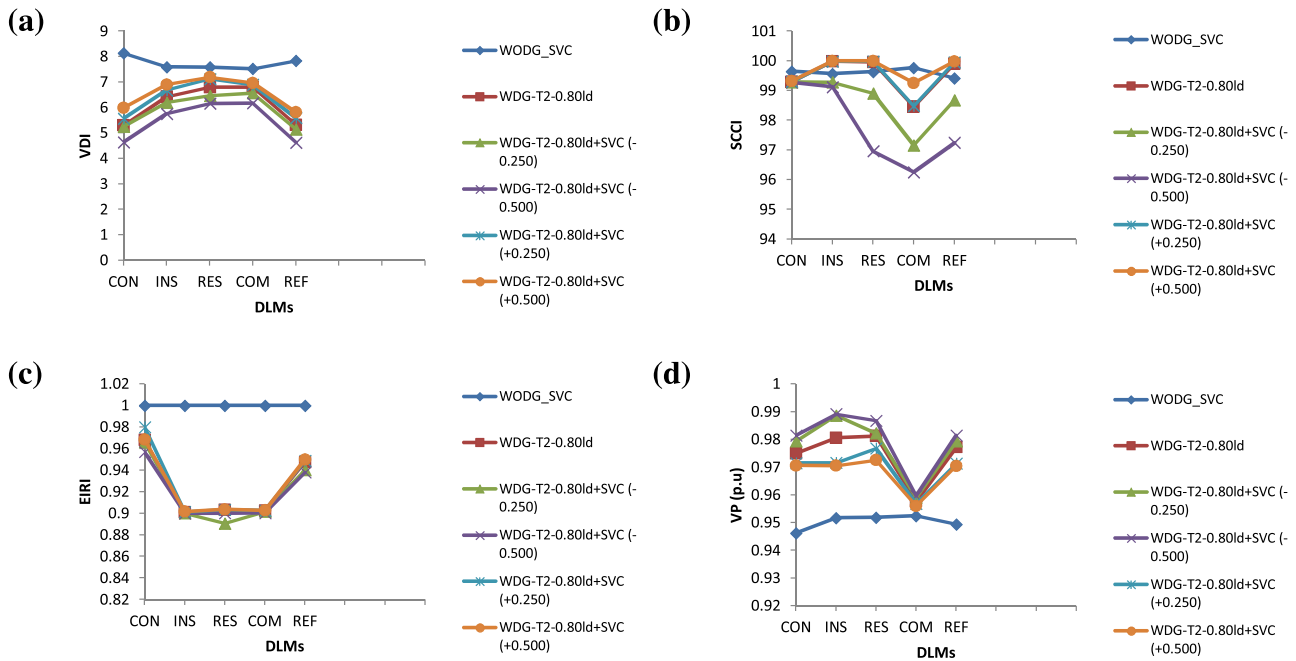 (a)
9
8
7
6
5
4
3
2
1
0
VDI
CON INS RES COM REF
DLMs
WODG_SVC
WDG-T2-0.80ld
WDG-T2-0.80ld+SVC (-
0.250)
WDG-T2-0.80ld+SVC (-
0.500)
WDG-T2-0.80ld+SVC
(+0.250)
WDG-T2-0.80ld+SVC
(+0.500)
(b)
100
100
99
98
97
96
95
94
SCCI
CON INS RES COM REF
DLMs
WODG_SVC
WDG-T2-0.80ld
WDG-T2-0.80ld+SVC (-
0.250)
WDG-T2-0.80ld+SVC (-
0.500)
WDG-T2-0.80ld+SVC
(+0.250)
WDG-T2-0.80ld+SVC
(+0.500)
(c)
1.02
1
0.98
0.96
0.94
0.92
0.9
0.88
0.86
0.84
0.82
EIRI
CON INS RES COM REF
DLMs
WODG_SVC
WDG-T2-0.80ld
WDG-T2-0.80ld+SVC (-
0.250)
WDG-T2-0.80ld+SVC (-
0.500)
WDG-T2-0.80ld+SVC
(+0.250)
WDG-T2-0.80ld+SVC
(+0.500)
(d)
1
0.99
0.98
0.97
0.96
0.95
0.94
0.93
0.92
VP (p.u)
CON INS RES COM REF
DLMs
WODG_SVC
WDG-T2-0.80ld
WDG-T2-0.80ld+SVC (-
0.250)
WDG-T2-0.80ld+SVC (-
0.500)
WDG-T2-0.80ld+SVC
(+0.250)
WDG-T2-0.80ld+SVC
(+0.500)